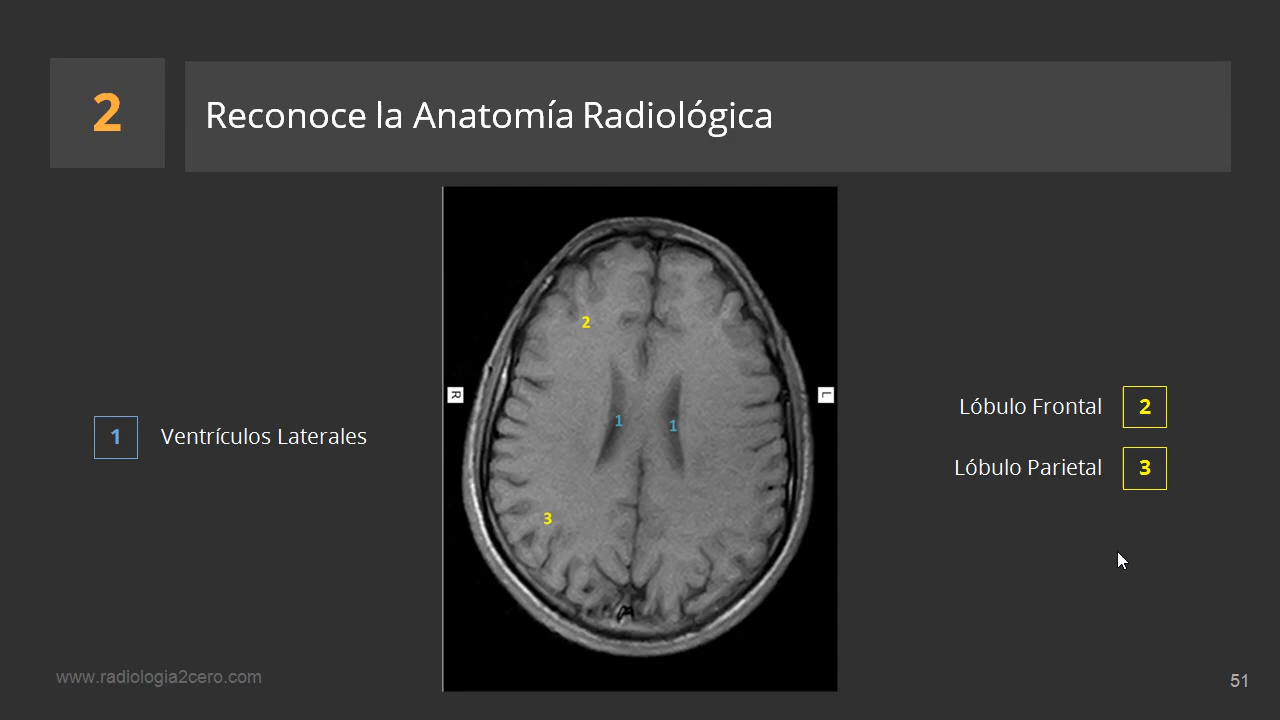 2
Reconoce la Anatomía Radiológica
2
R
L
1
1
3
1 Ventrículos Laterales
Lóbulo Frontal 2
Lóbulo Parietal 3
www.radiologia2cero.com
51